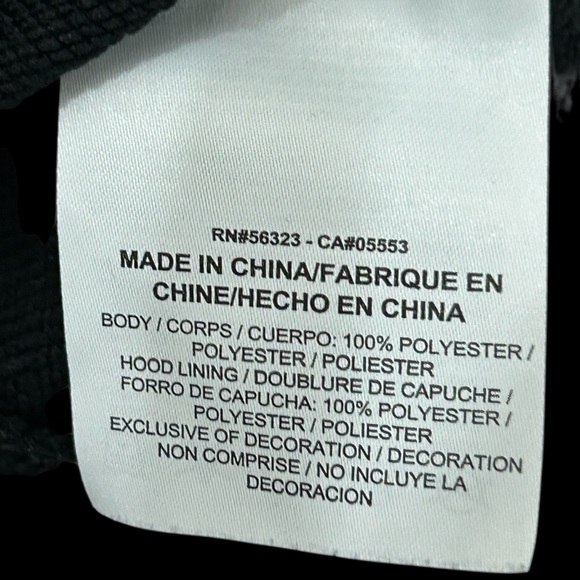 RN#56323 - CA#05553
MADE IN CHINA/FABRIQUE EN
CHINE/HECHO EN CHINA
BODY / CORPS / CUERPO: 100% POLYESTER /
POLYESTER / POLIESTER
HOOD LINING / DOUBLURE DE CAPUCHE /
FORRO DE CAPUCHA: 100% POLYESTER /
POLYESTER / POLIESTER
EXCLUSIVE OF DECORATION / DECORATION
NON COMPRISE / NO INCLUYE LA
DECORACION